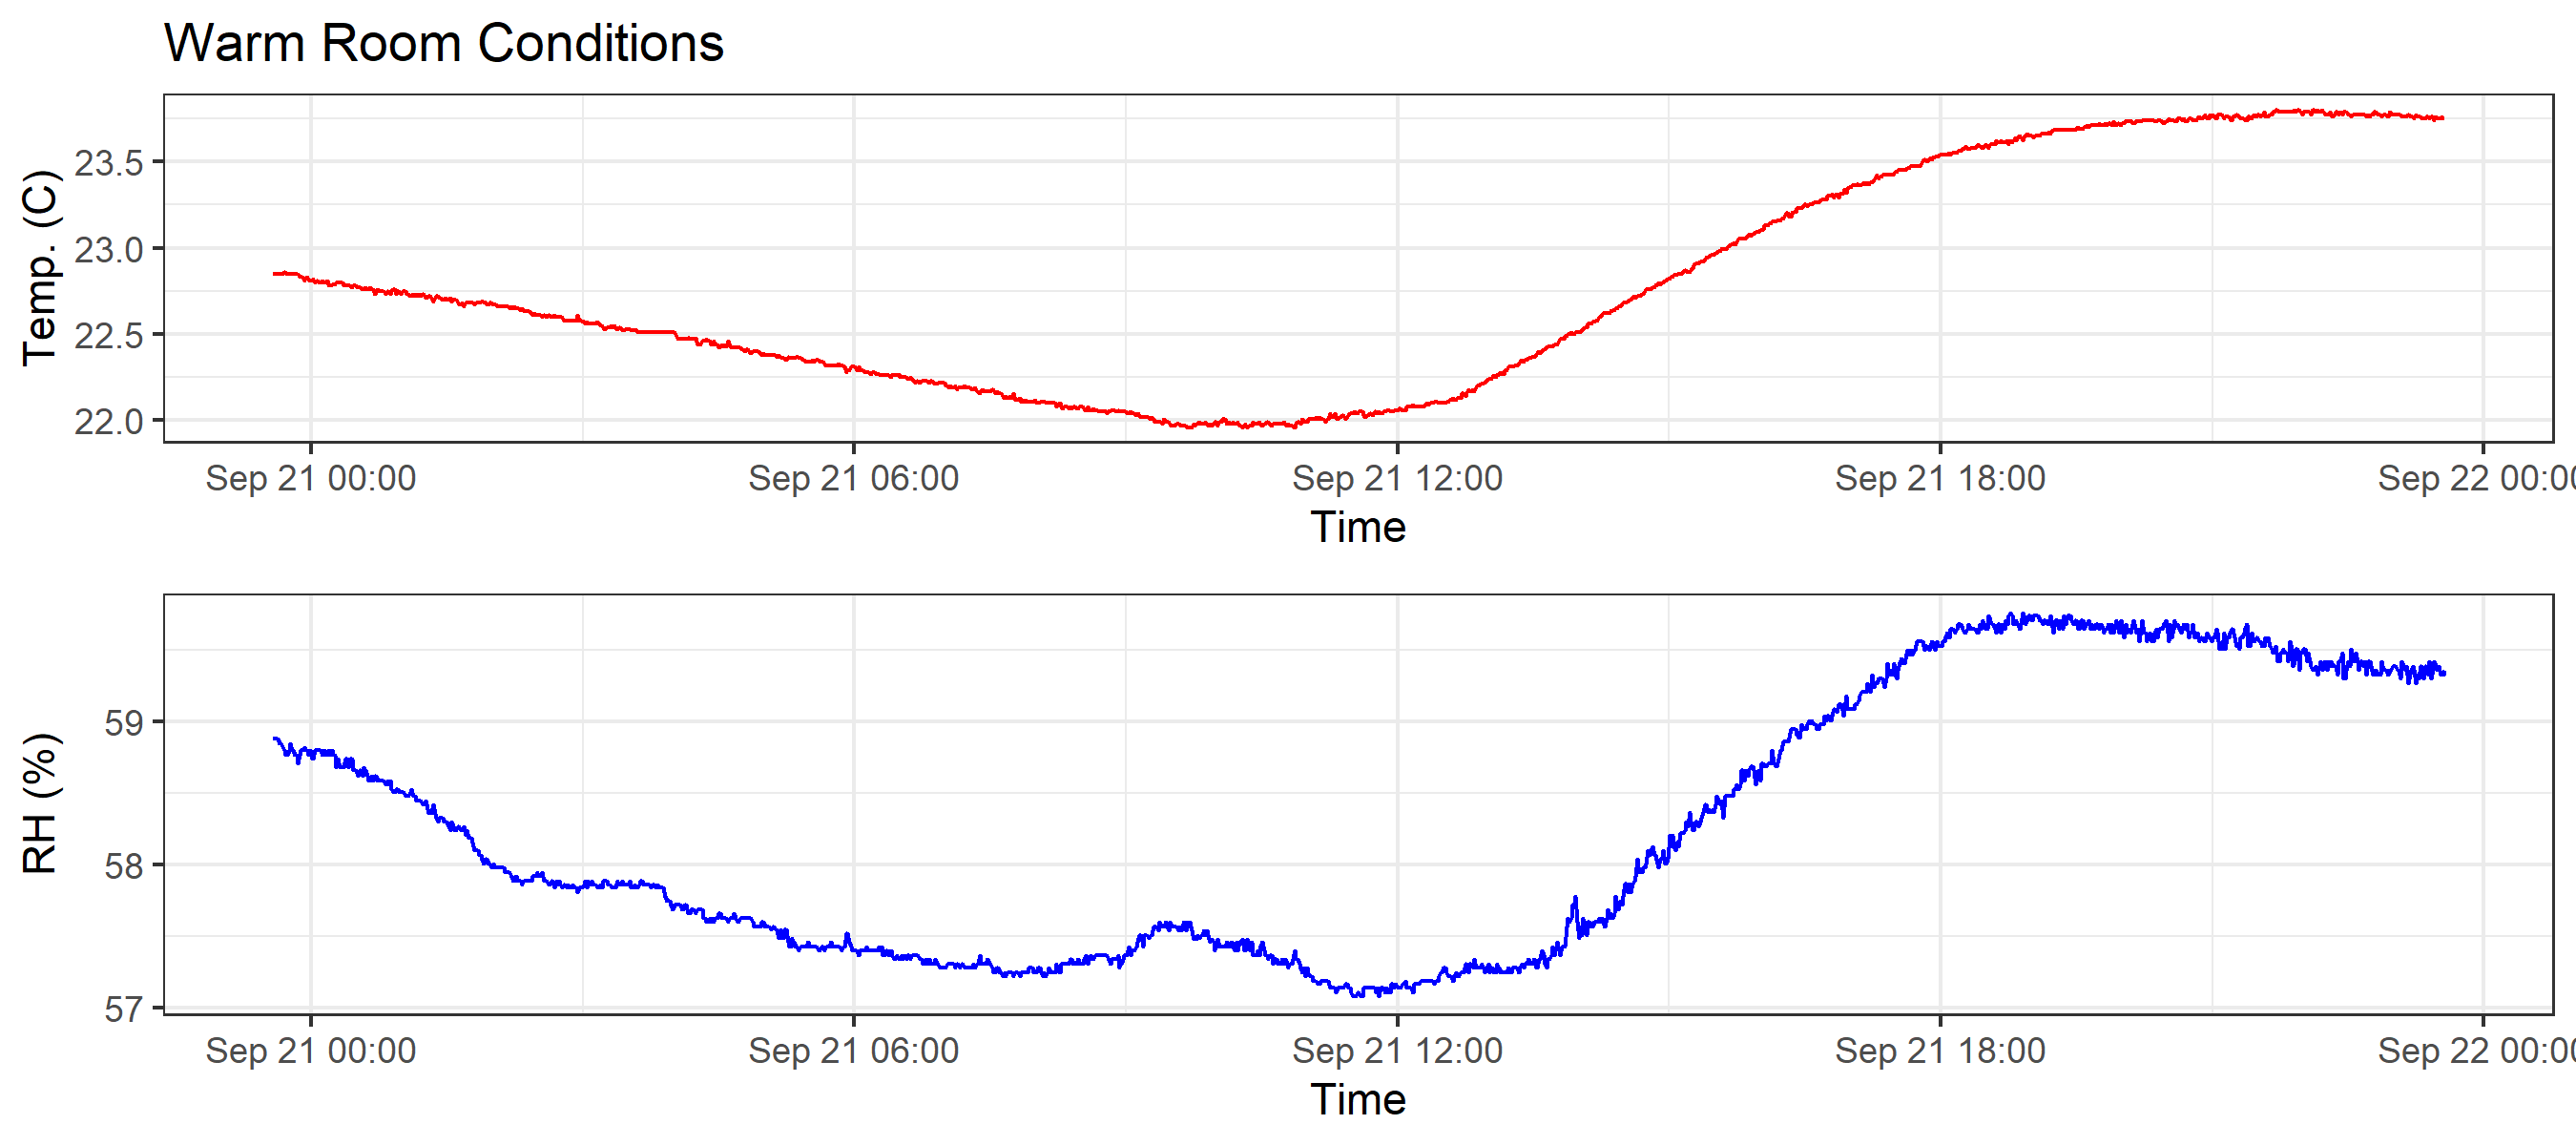 Warm Room Conditions
Temp. (C)
23.5
23.0
22.5
22.0
Sep 21 00:00 Sep 21 06:00 Sep 21 12:00 Sep 21 18:00 Sep 22 00:00
Time
RH (%)
59
58
57
Sep 21 00:00 Sep 21 06:00 Sep 21 12:00 Sep 21 18:00 Sep 22 00:00
Time